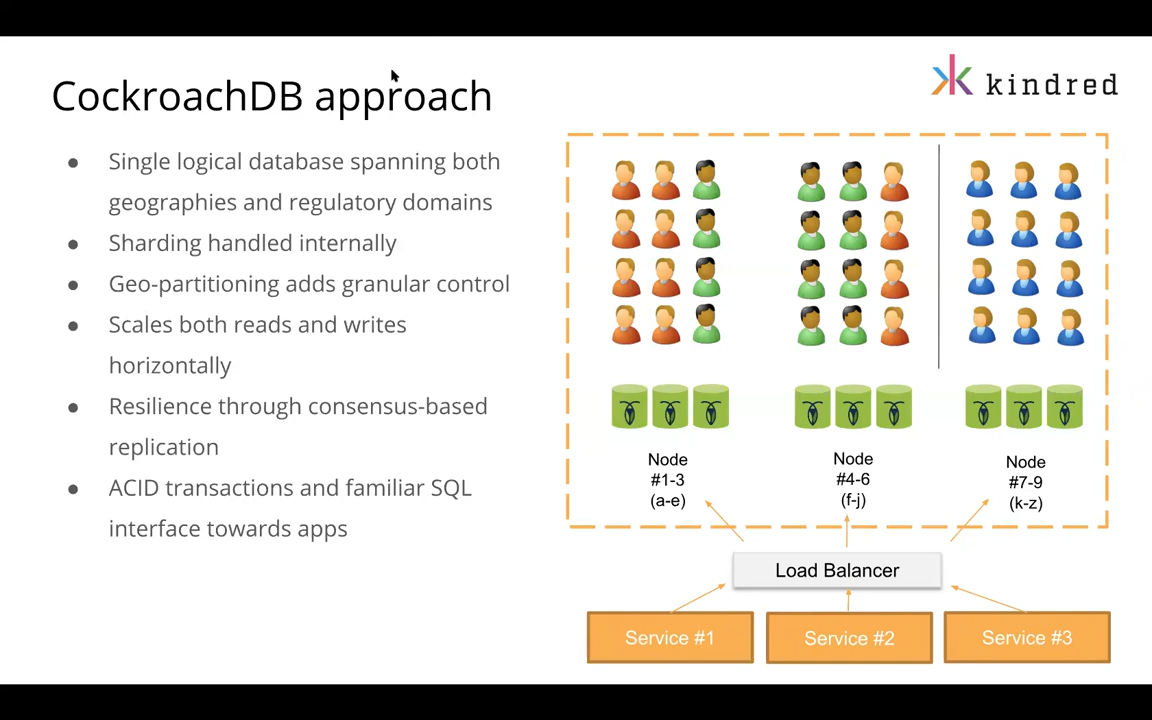 CockroachDB approach
kindred
● Single logical database spanning both
geographies and regulatory domains
● Sharding handled internally
● Geo-partitioning adds granular control
● Scales both reads and writes
horizontally
● Resilience through consensus-based
replication
● ACID transactions and familiar SQL
interface towards apps
Node
#1-3
(a-e)
Node
#4-6
(f-j)
Node
#7-9
(k-z)
Load Balancer
Service #1
Service #2
Service #3